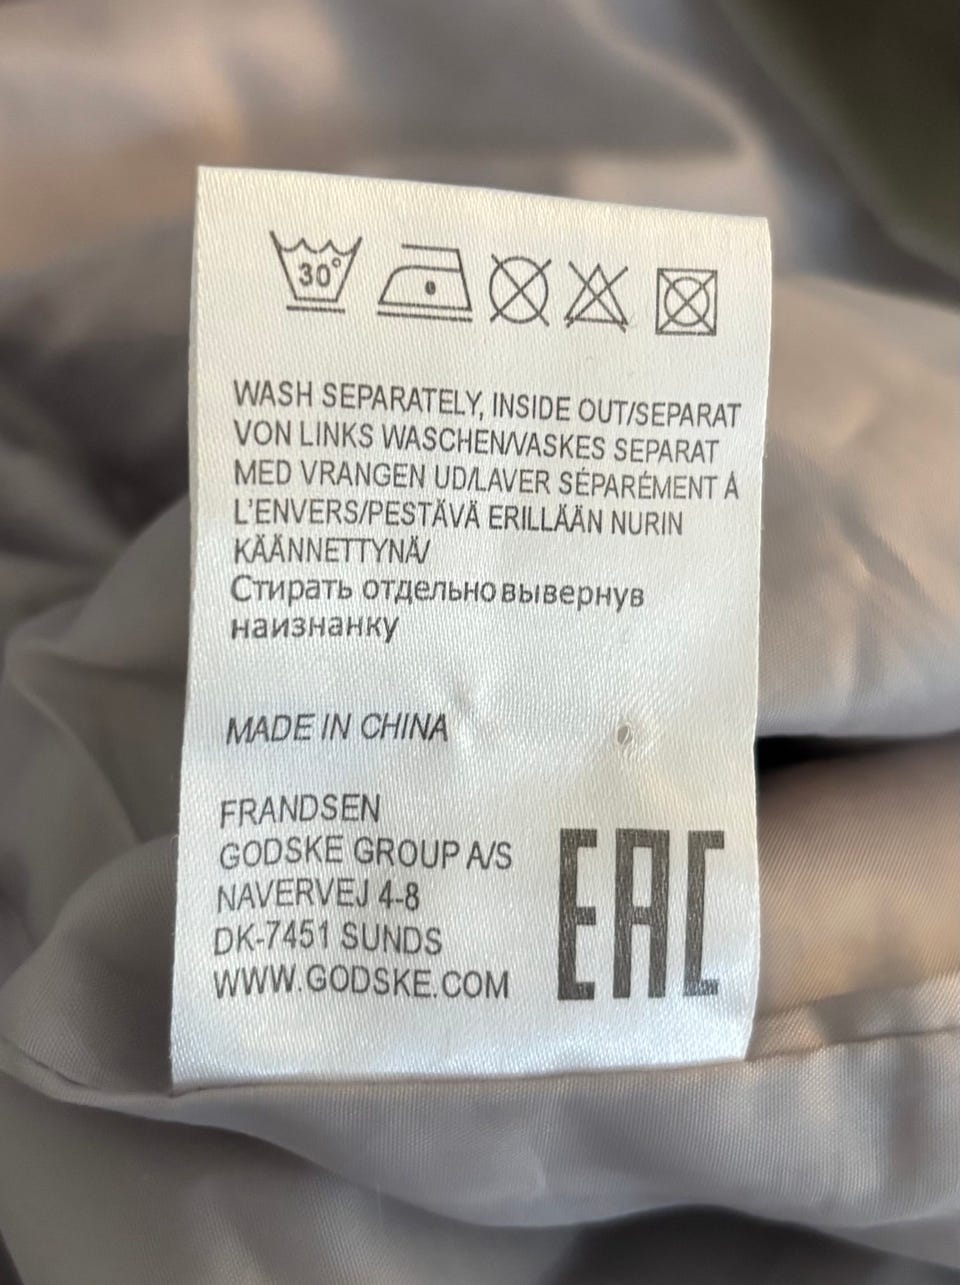 30°
WASH SEPARATELY, INSIDE OUT/SEPARAT
VON LINKS WASCHEN/VASKES SEPARAT
MED VRANGEN UD/LAVER SÉPARÉMENT À
L'ENVERS/PESTÄVÄ ERILLÄÄN NURIN
KÄÄNNETTYNÄ/
Стирать отдельно вывернув
наизнанку
MADE IN CHINA
FRANDSEN
GODSKE GROUP A/S
NAVERVEJ 4-8
DK-7451 SUNDS
WWW.GODSKE.COM
EAC